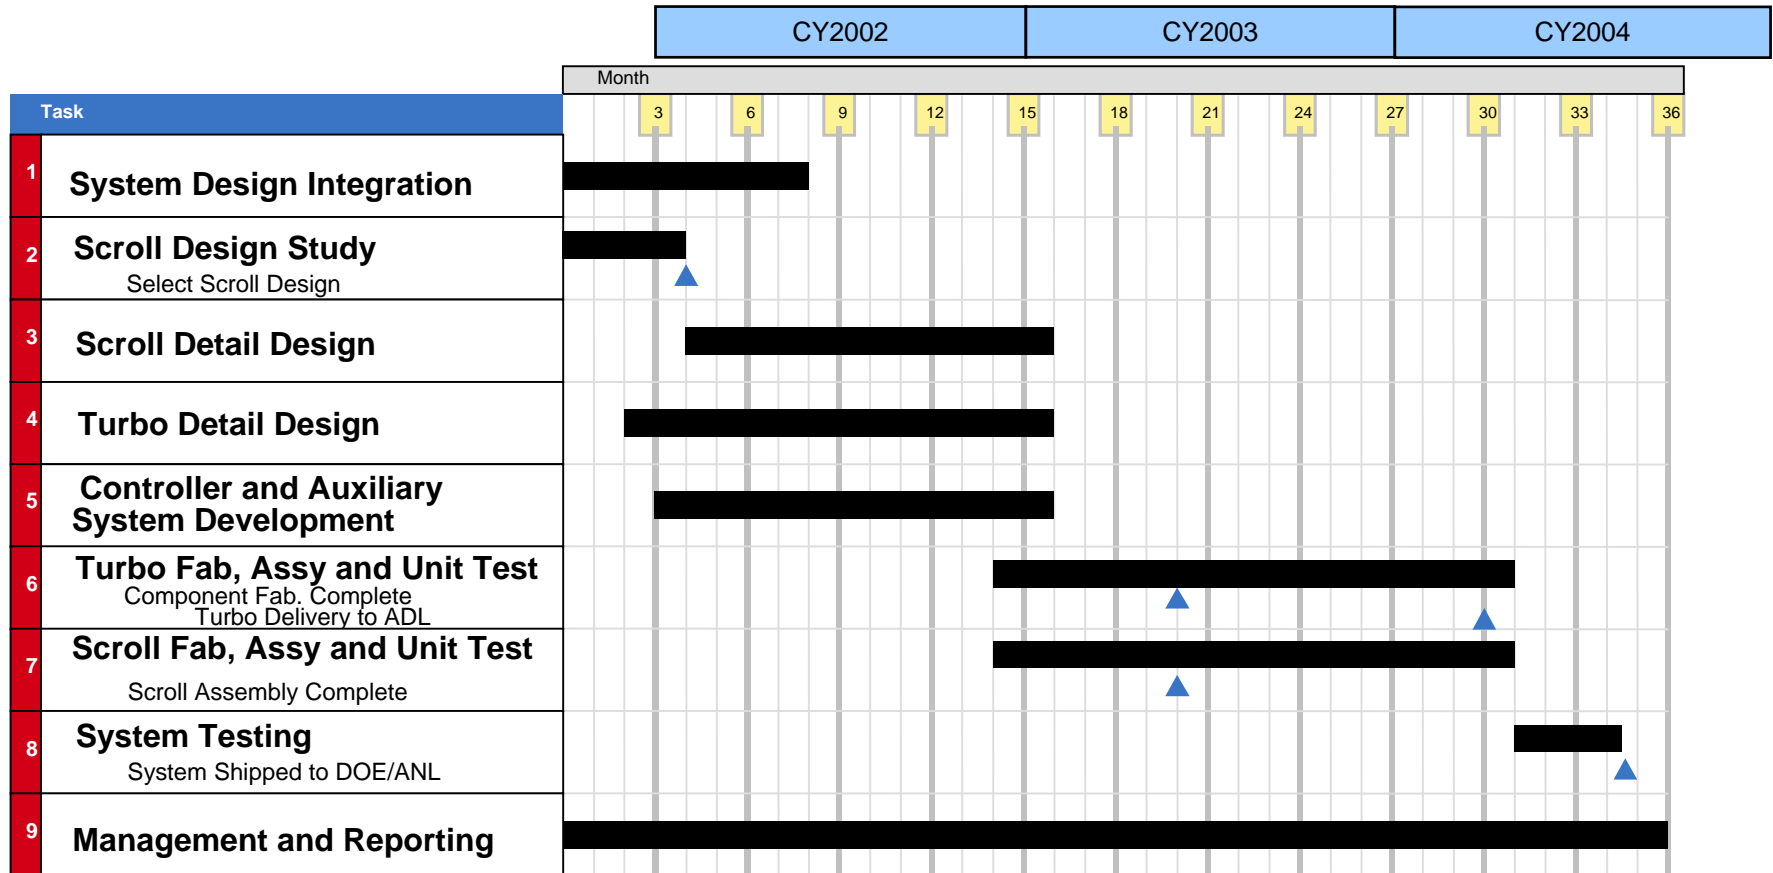 CY2002 CY2003 CY2004
Month
Task 3 6 9 12 15 18 21 24 27 30 33 36
1 System Design Integration
2 Scroll Design Study
Select Scroll Design
3 Scroll Detail Design
4 Turbo Detail Design
5 Controller and Auxiliary
System Development
6 Turbo Fab, Assy and Unit Test
Component Fab. Complete
Turbo Delivery to ADL
7 Scroll Fab, Assy and Unit Test
Scroll Assembly Complete
8 System Testing
System Shipped to DOE/ANL
9 Management and Reporting